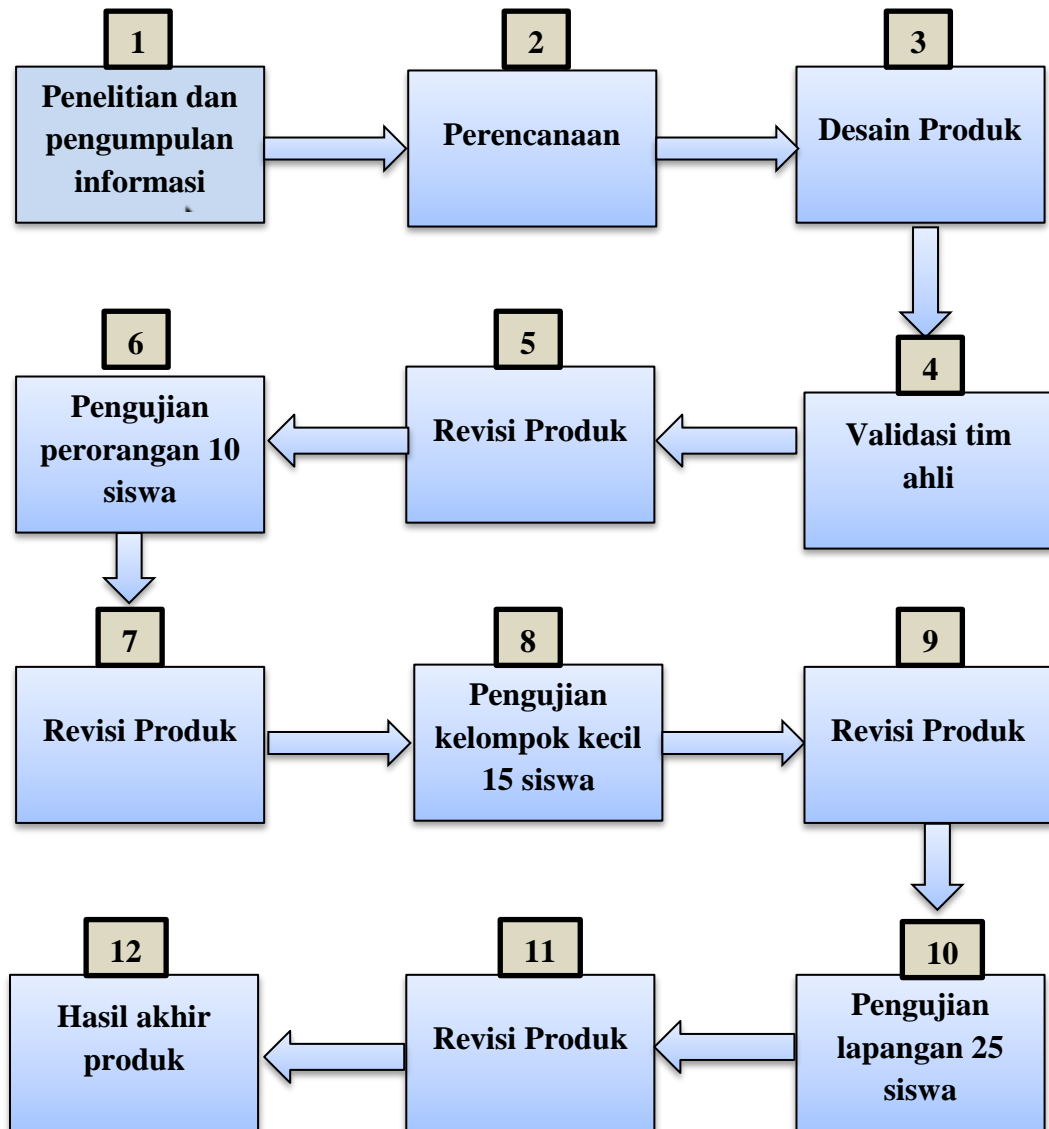 1
Penelitian dan
pengumpulan
informasi
2
Perencanaan
3
Desain Produk
4
Validasi tim
ahli
5
Revisi Produk
6
Pengujian
perorangan 10
siswa
7
Revisi Produk
8
Pengujian
kelompok kecil
15 siswa
9
Revisi Produk
10
Pengujian
lapangan 25
siswa
11
Revisi Produk
12
Hasil akhir
produk